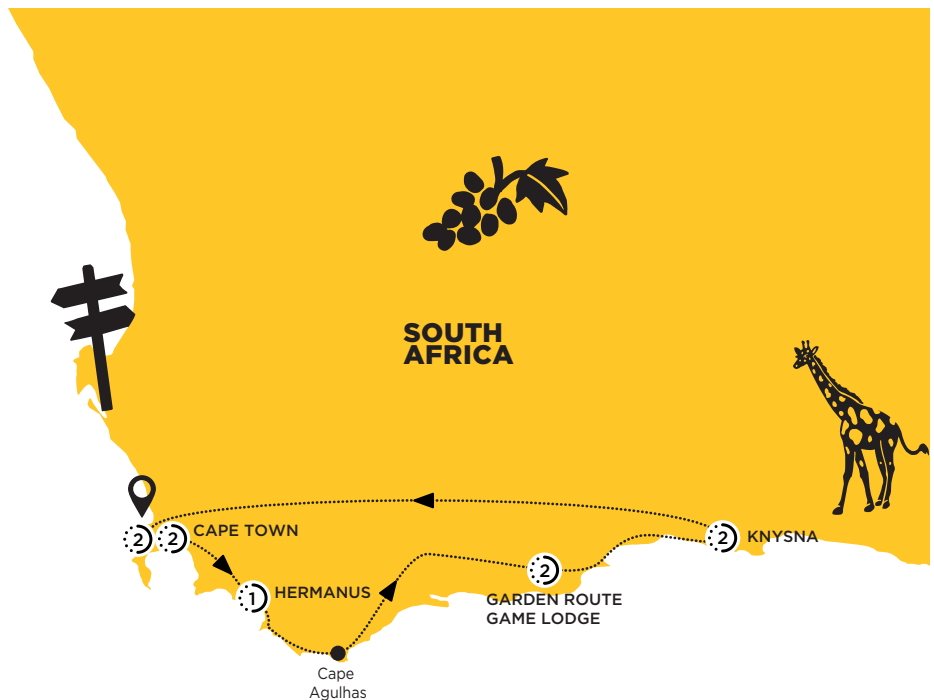 SOUTH
AFRICA
2
2
CAPE TOWN
2
KNYSNA
1
HERMANUS
2
GARDEN ROUTE
GAME LODGE
Cape
Agulhas